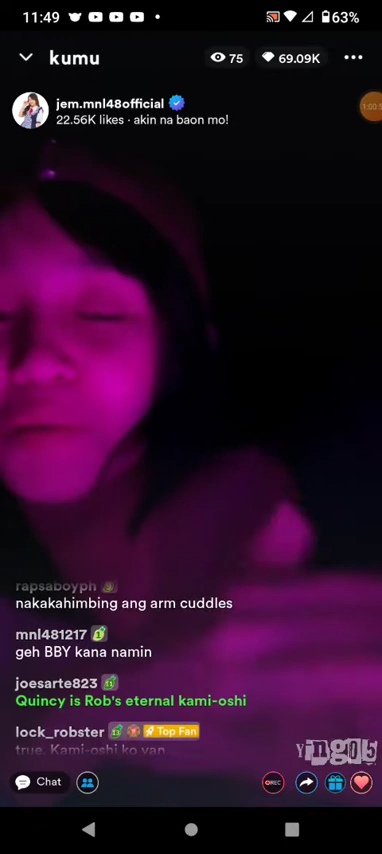 11:49
63%
kumu
75
69.09K
jem.mnl48official
22.56K likes · akin na baon mo!
rapsaboyph
nakakahimbing ang arm cuddles
mnl481217
geh BBY kana namin
joesarte823
Quincy is Rob's eternal kami-oshi
lock_robster Top Fan
true. Kami-oshi ko yan
yng05
Chat
REC